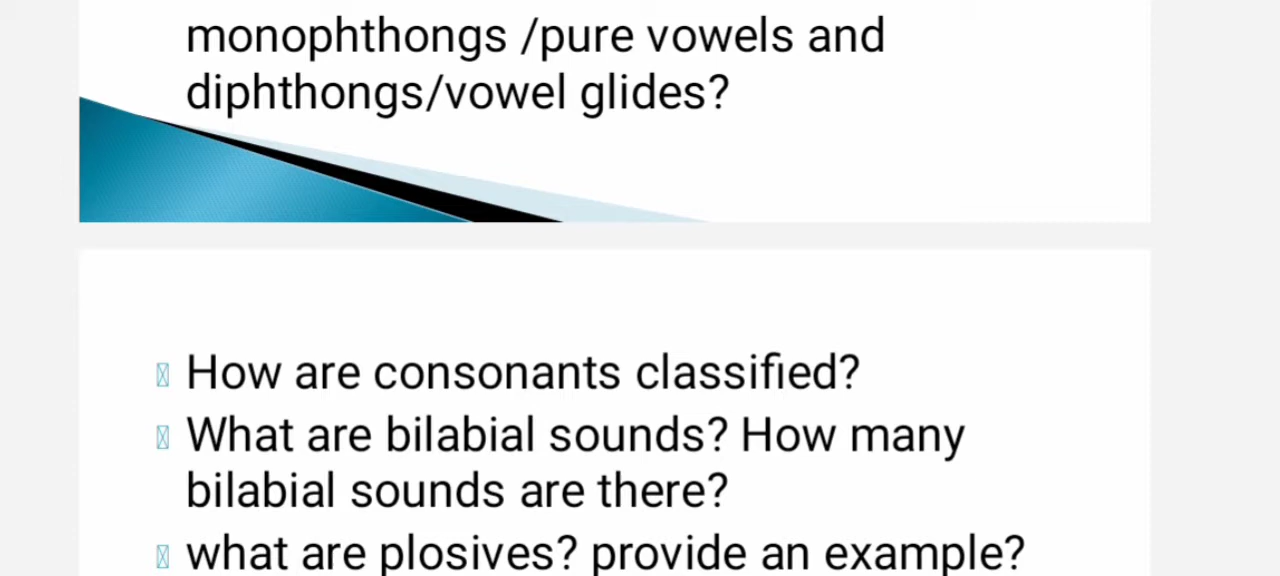 monophthongs /pure vowels and
diphthongs/vowel glides?
How are consonants classified?
What are bilabial sounds? How many
bilabial sounds are there?
what are plosives? provide an example?